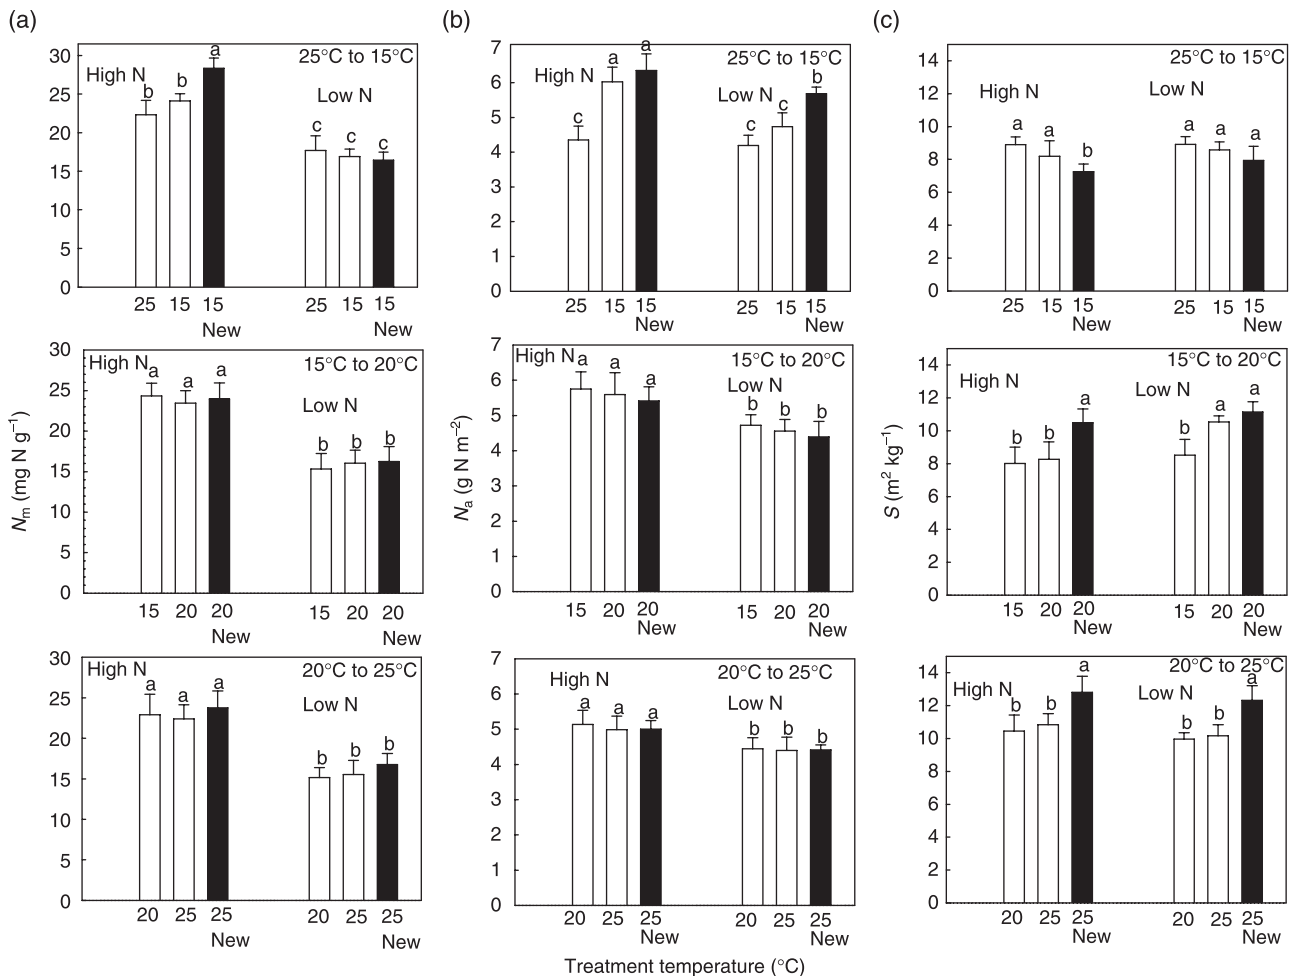 (a)
(b)
(c)
30
25
20
15
10
5
0
High N
25°C to 15°C
Low N
b
b
a
c
c
c
25 15 15 25 15 15
New New
7
6
5
4
3
2
1
0
High N
25°C to 15°C
Low N
c
a
a
c
c
b
25 15 15 25 15 15
New New
14
12
10
8
6
4
2
0
High N
25°C to 15°C
Low N
a
a
b
a
a
a
25 15 15 25 15 15
New New
Nm (mg N g–1)
30
25
20
15
10
5
0
High N
15°C to 20°C
Low N
a
a
a
b
b
b
15 20 20 15 20 20
New New
Na (g N m–2)
7
6
5
4
3
2
1
0
High N
15°C to 20°C
Low N
a
a
a
b
b
b
15 20 20 15 20 20
New New
S (m2 kg–1)
14
12
10
8
6
4
2
0
High N
15°C to 20°C
Low N
b
b
a
b
a
a
15 20 20 15 20 20
New New
30
25
20
15
10
5
0
High N
20°C to 25°C
Low N
a
a
a
b
b
b
20 25 25 20 25 25
New New
7
6
5
4
3
2
1
0
High N
20°C to 25°C
Low N
a
a
a
b
b
b
20 25 25 20 25 25
New New
14
12
10
8
6
4
2
0
High N
20°C to 25°C
Low N
b
b
a
b
b
a
20 25 25 20 25 25
New New
Treatment temperature (°C)